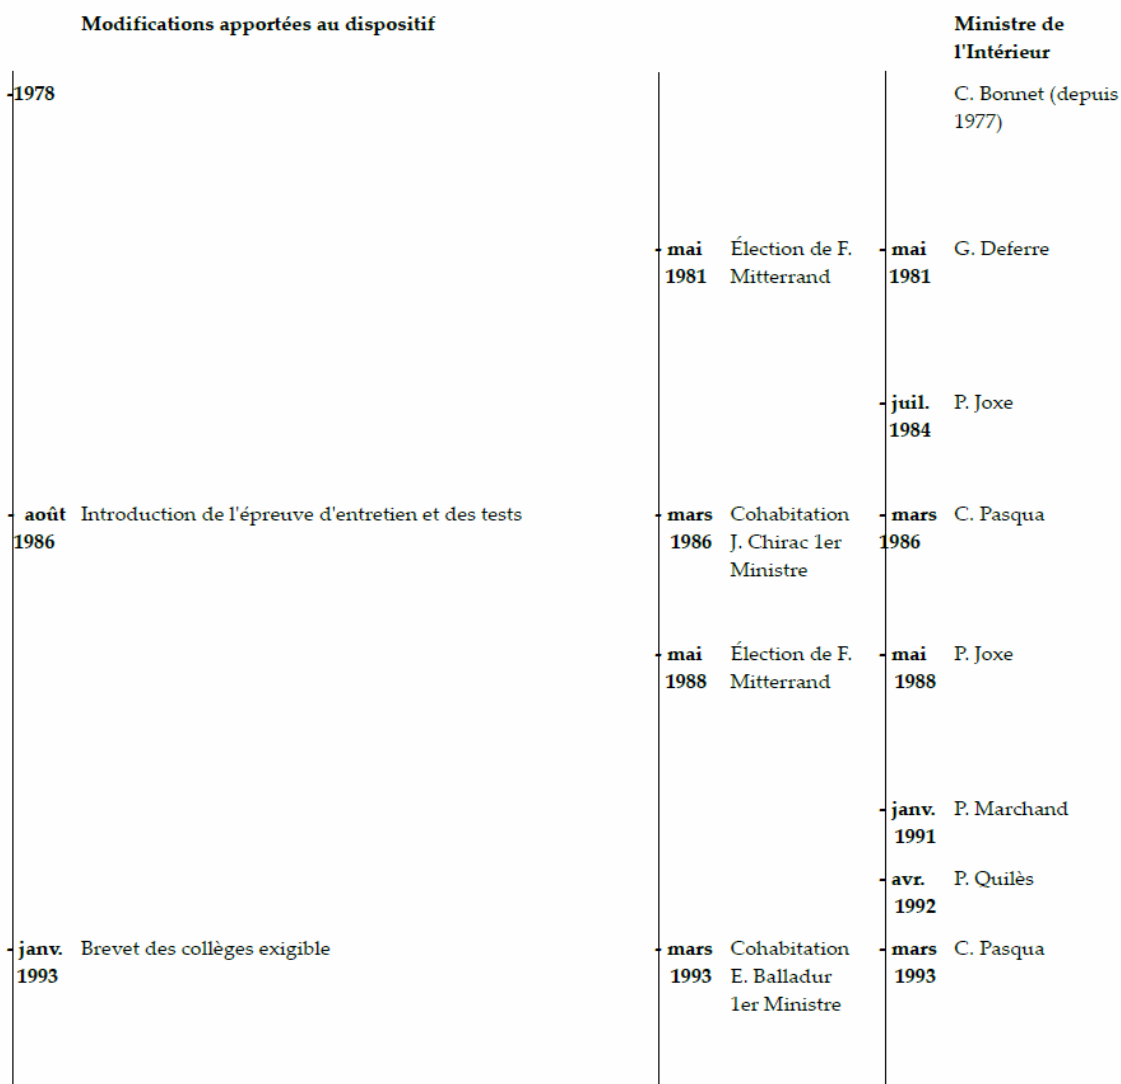 Modifications apportées au dispositif
Ministre de
l'Intérieur
-1978
C. Bonnet (depuis
1977)
- mai
1981
Élection de F.
Mitterrand
- mai
1981
G. Deferre
- juil.
1984
P. Joxe
- août
1986
Introduction de l'épreuve d'entretien et des tests
- mars
1986
Cohabitation
J. Chirac 1er
Ministre
- mars
1986
C. Pasqua
- mai
1988
Élection de F.
Mitterrand
- mai
1988
P. Joxe
- janv.
1991
P. Marchand
- avr.
1992
P. Quilès
- janv.
1993
Brevet des collèges exigible
- mars
1993
Cohabitation
E. Balladur
1er Ministre
- mars
1993
C. Pasqua